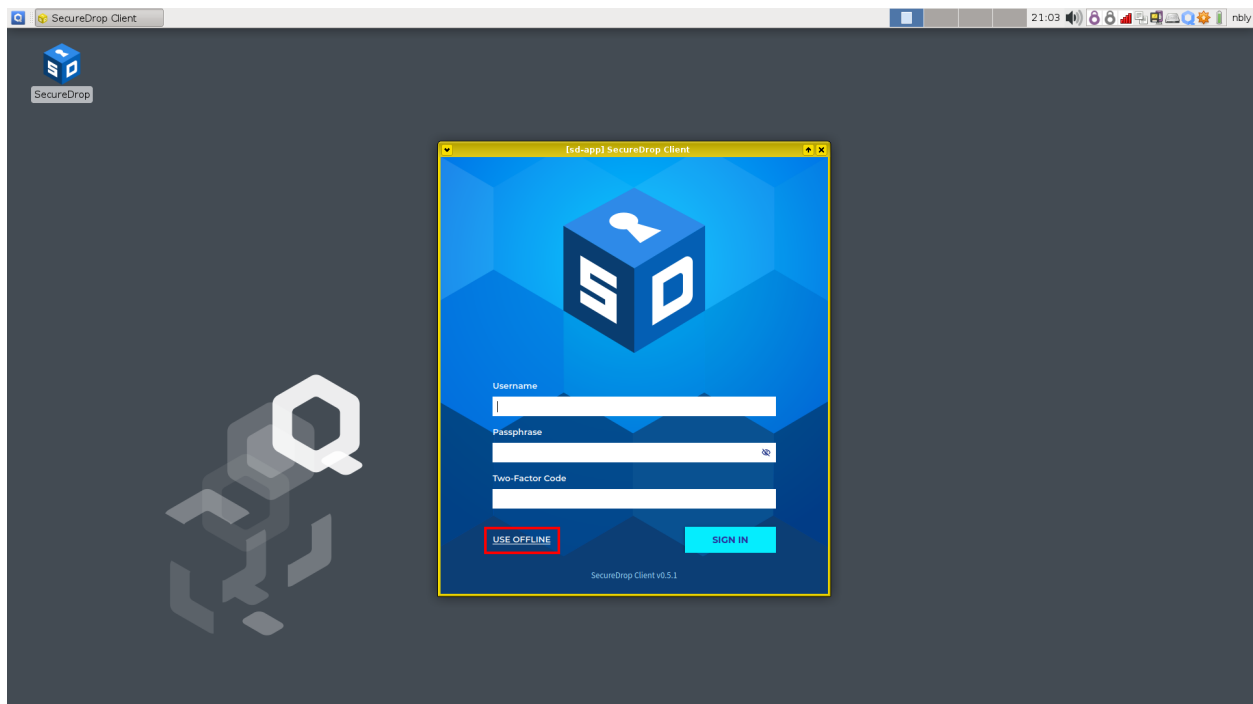 SecureDrop Client
21:03
nbly
SecureDrop
[sd-app] SecureDrop Client
SD
Username
Passphrase
Two-Factor Code
USE OFFLINE
SIGN IN
SecureDrop Client v0.5.1